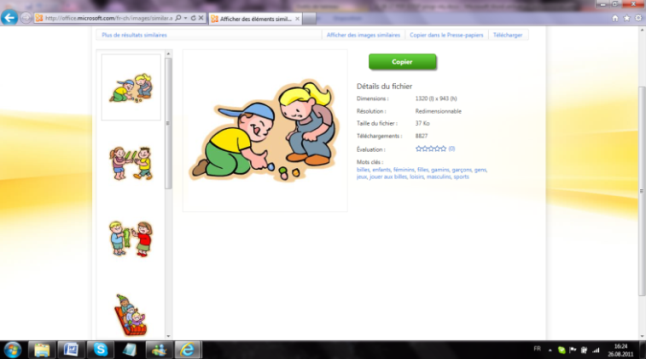 http://office.microsoft.com/fr-ch/images/similar.a
Afficher des éléments simil...
Plus de résultats similaires
Afficher des images similaires
Copier dans le Presse-papiers
Télécharger
Copier
Détails du fichier
Dimensions : 1320 (l) x 943 (h)
Résolution : Redimensionnable
Taille du fichier : 37 Ko
Téléchargements : 8827
Évaluation : (0)
Mots clés :
billes, enfants, féminins, filles, gamins, garçons, gens,
jeux, jouer aux billes, loisirs, masculins, sports
FR
16:24
26.08.2011